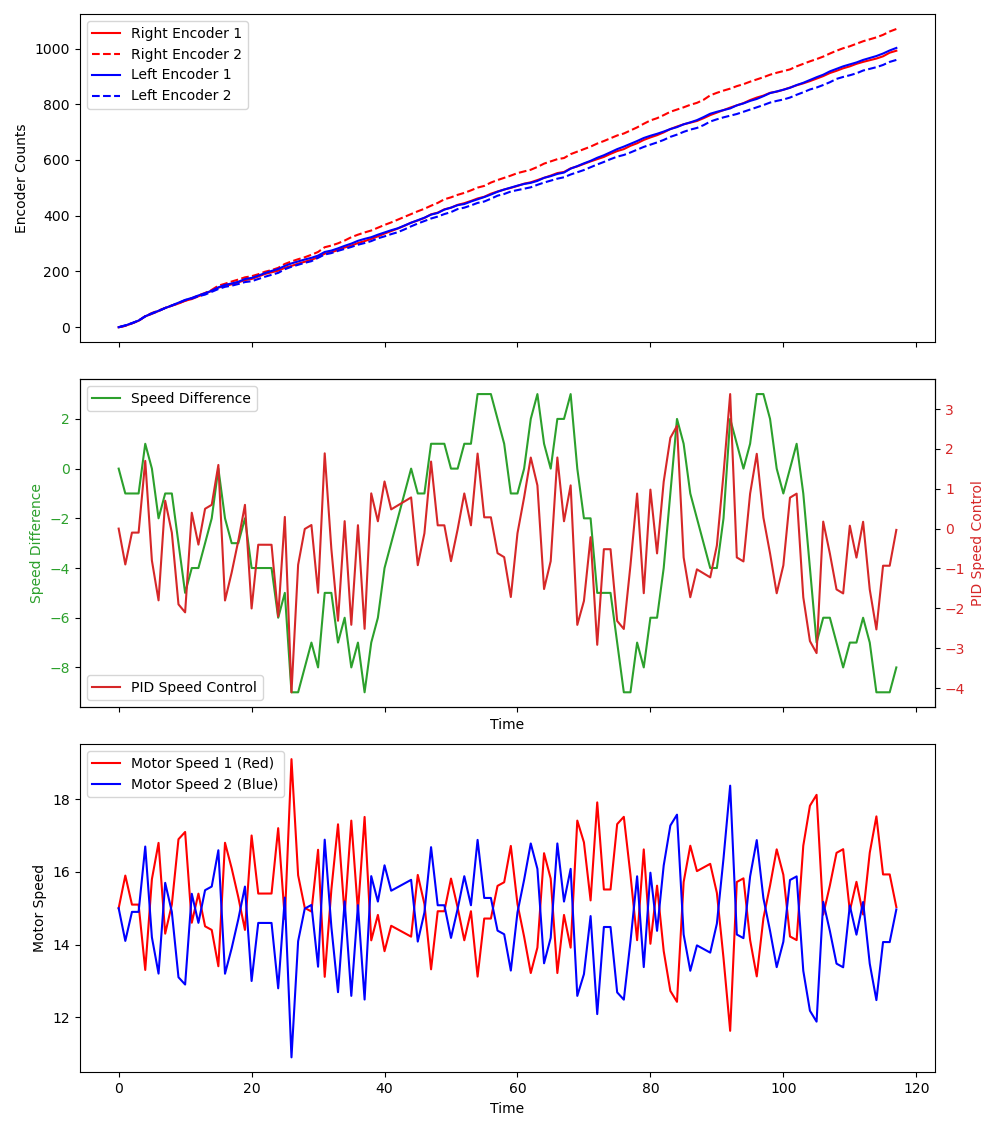 Right Encoder 1
Right Encoder 2
Left Encoder 1
Left Encoder 2
1000
800
600
400
200
0
Encoder Counts
Speed Difference
PID Speed Control
2
0
−2
−4
−6
−8
Speed Difference
3
2
1
0
−1
−2
−3
−4
PID Speed Control
Time
Motor Speed 1 (Red)
Motor Speed 2 (Blue)
18
16
14
12
Motor Speed
0 20 40 60 80 100 120
Time